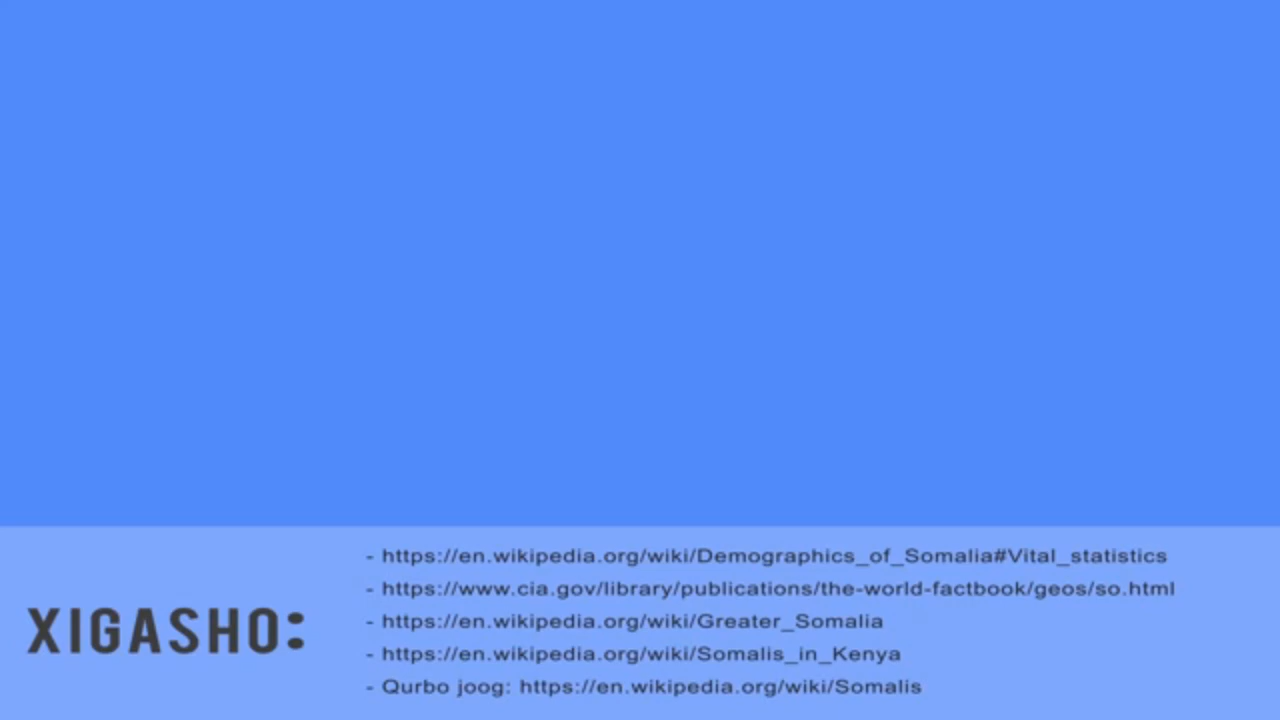 XIGASHO:
- https://en.wikipedia.org/wiki/Demographics_of_Somalia#Vital_statistics
- https://www.cia.gov/library/publications/the-world-factbook/geos/so.html
- https://en.wikipedia.org/wiki/Greater_Somalia
- https://en.wikipedia.org/wiki/Somalis_in_Kenya
- Qurbo joog: https://en.wikipedia.org/wiki/Somalis